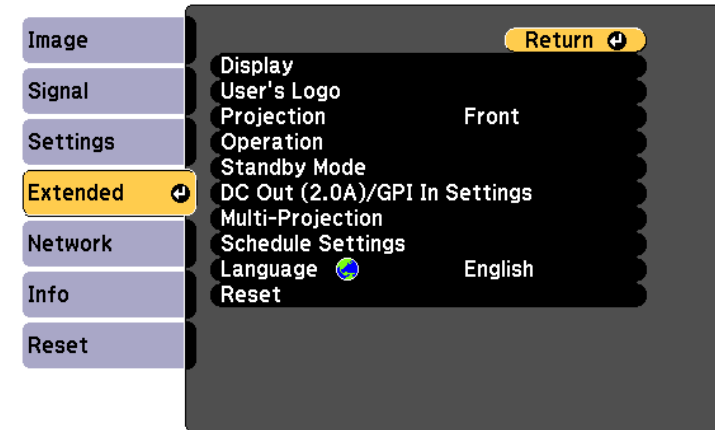 Image
Signal
Settings
Extended
Network
Info
Reset
Return
Display
User's Logo
Projection Front
Operation
Standby Mode
DC Out (2.0A)/GPI In Settings
Multi-Projection
Schedule Settings
Language English
Reset